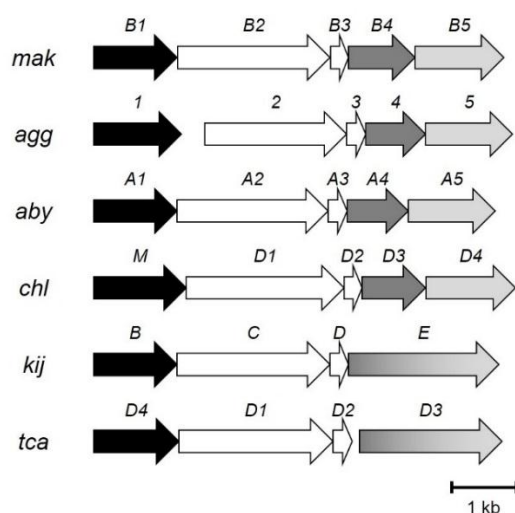 B1 B2 B3 B4 B5
mak
1 2 3 4 5
agg
A1 A2 A3 A4 A5
aby
M D1 D2 D3 D4
chl
B C D E
kij
D4 D1 D2 D3
tca
1 kb